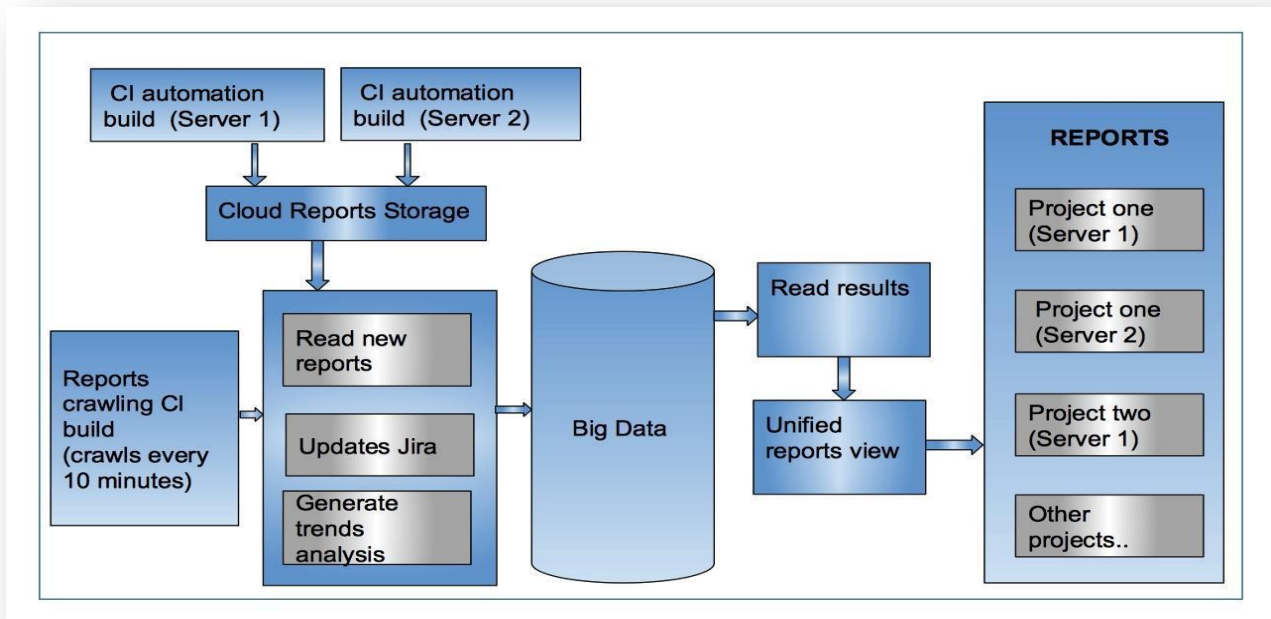 CI automation
build (Server 1)
CI automation
build (Server 2)
Cloud Reports Storage
Reports
crawling CI
build
(crawls every
10 minutes)
Read new
reports
Updates Jira
Generate
trends
analysis
Big Data
Read results
Unified
reports view
REPORTS
Project one
(Server 1)
Project one
(Server 2)
Project two
(Server 1)
Other
projects..